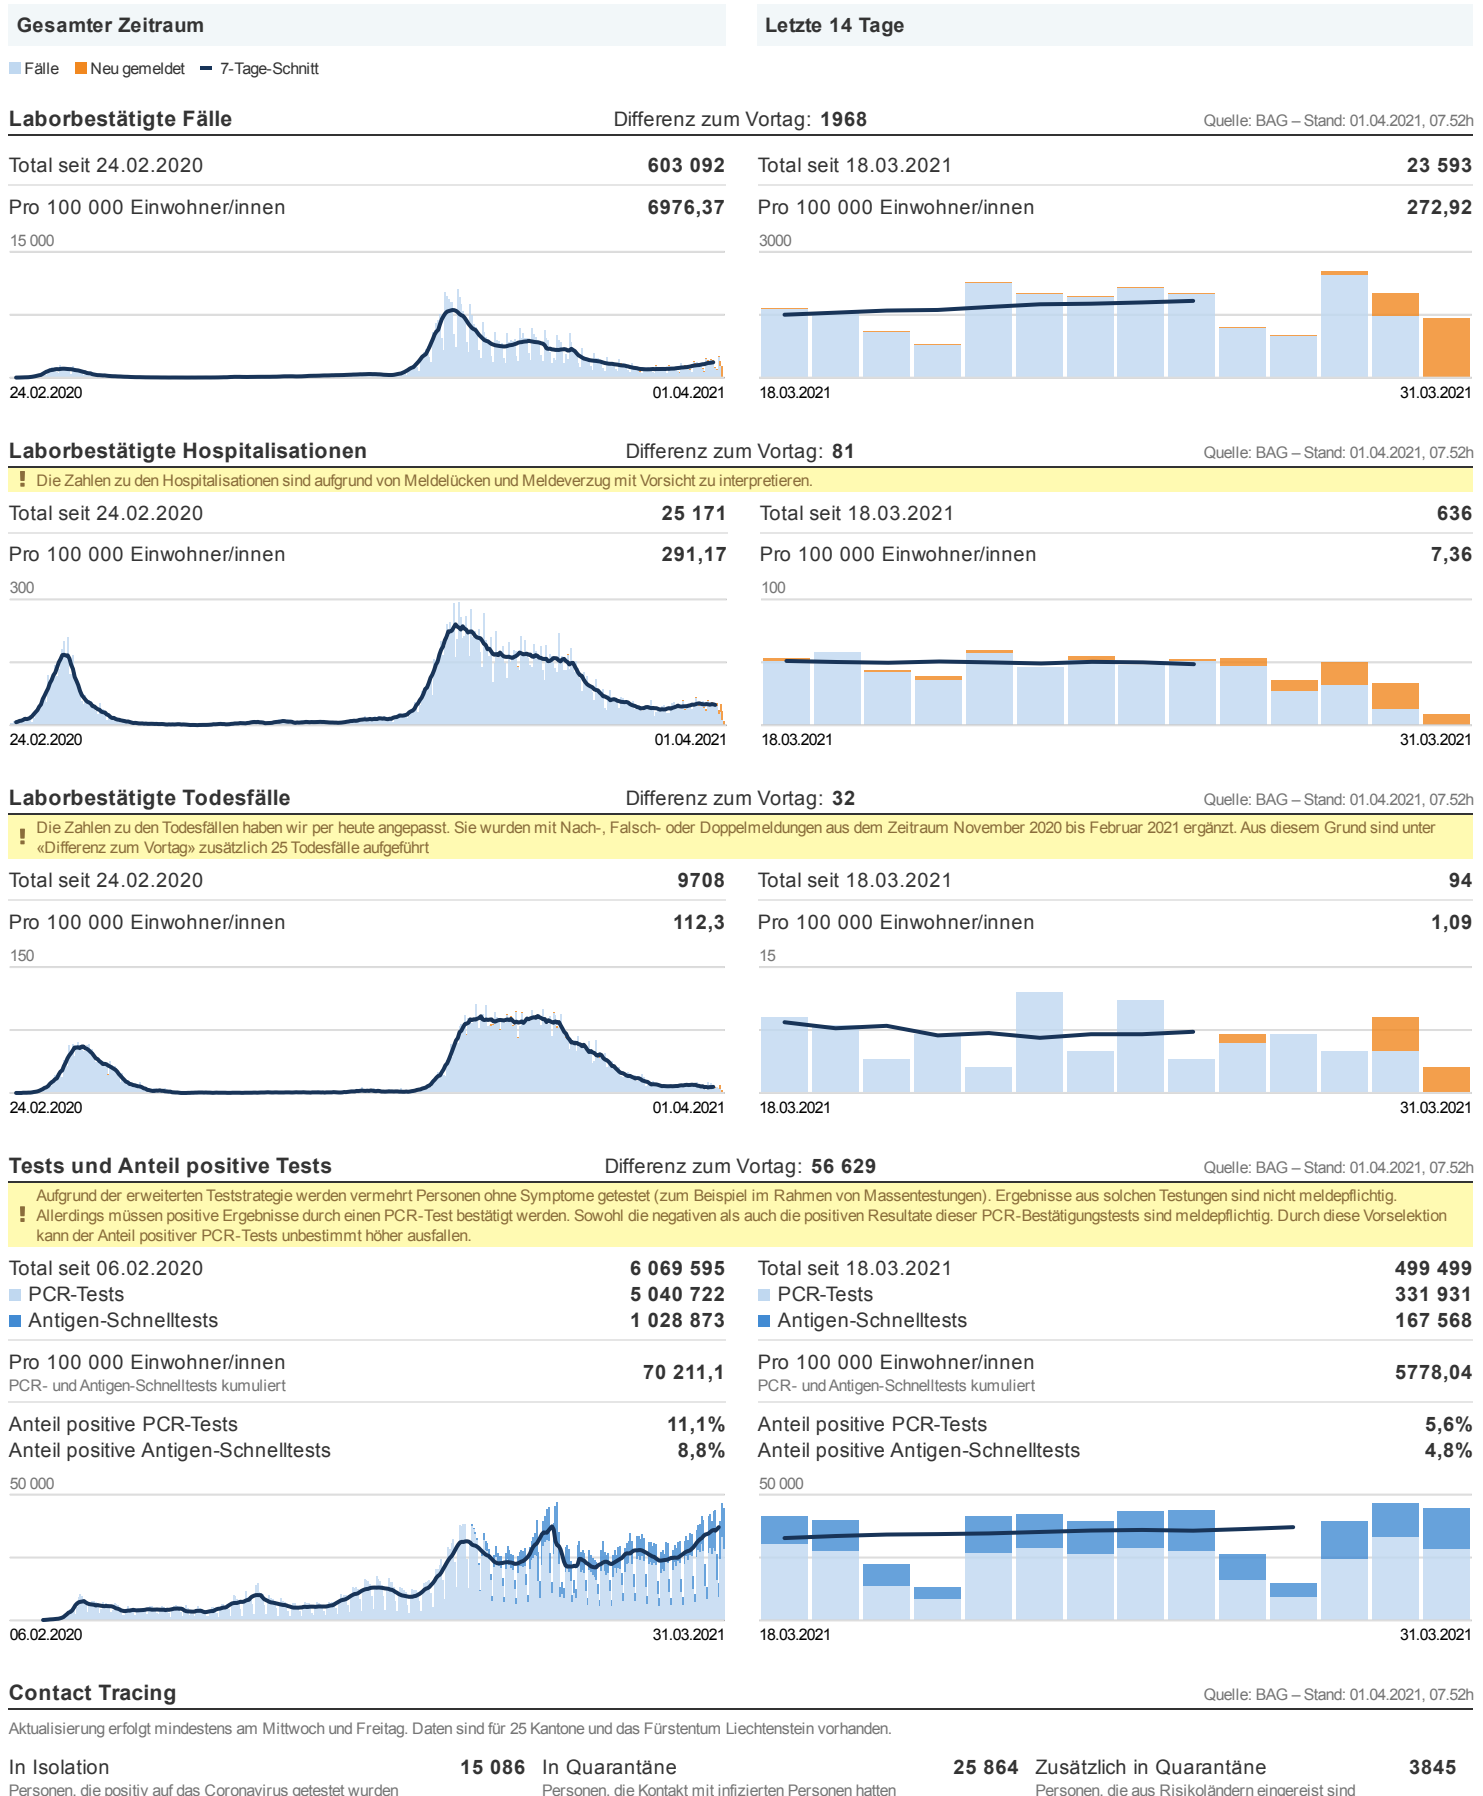 Gesamter Zeitraum
Letzte 14 Tage
Fälle Neu gemeldet 7-Tage-Schnitt
Laborbestätigte Fälle Differenz zum Vortag: 1968 Quelle: BAG – Stand: 01.04.2021, 07.52h
Total seit 24.02.2020 603 092
Pro 100 000 Einwohner/innen 6976,37
15 000
24.02.2020 01.04.2021
Total seit 18.03.2021 23 593
Pro 100 000 Einwohner/innen 272,92
3000
18.03.2021 31.03.2021
Laborbestätigte Hospitalisationen Differenz zum Vortag: 81 Quelle: BAG – Stand: 01.04.2021, 07.52h
! Die Zahlen zu den Hospitalisationen sind aufgrund von Meldelücken und Meldeverzug mit Vorsicht zu interpretieren.
Total seit 24.02.2020 25 171
Pro 100 000 Einwohner/innen 291,17
300
24.02.2020 01.04.2021
Total seit 18.03.2021 636
Pro 100 000 Einwohner/innen 7,36
100
18.03.2021 31.03.2021
Laborbestätigte Todesfälle Differenz zum Vortag: 32 Quelle: BAG – Stand: 01.04.2021, 07.52h
! Die Zahlen zu den Todesfällen haben wir per heute angepasst. Sie wurden mit Nach-, Falsch- oder Doppelmeldungen aus dem Zeitraum November 2020 bis Februar 2021 ergänzt. Aus diesem Grund sind unter
«Differenz zum Vortag» zusätzlich 25 Todesfälle aufgeführt
Total seit 24.02.2020 9708
Pro 100 000 Einwohner/innen 112,3
150
24.02.2020 01.04.2021
Total seit 18.03.2021 94
Pro 100 000 Einwohner/innen 1,09
15
18.03.2021 31.03.2021
Tests und Anteil positive Tests Differenz zum Vortag: 56 629 Quelle: BAG – Stand: 01.04.2021, 07.52h
Aufgrund der erweiterten Teststrategie werden vermehrt Personen ohne Symptome getestet (zum Beispiel im Rahmen von Massentestungen). Ergebnisse aus solchen Testungen sind nicht meldepflichtig.
! Allerdings müssen positive Ergebnisse durch einen PCR-Test bestätigt werden. Sowohl die negativen als auch die positiven Resultate dieser PCR-Bestätigungstests sind meldepflichtig. Durch diese Vorselektion
kann der Anteil positiver PCR-Tests unbestimmt höher ausfallen.
Total seit 06.02.2020 6 069 595
PCR-Tests 5 040 722
Antigen-Schnelltests 1 028 873
Pro 100 000 Einwohner/innen 70 211,1
PCR- und Antigen-Schnelltests kumuliert
Anteil positive PCR-Tests 11,1%
Anteil positive Antigen-Schnelltests 8,8%
50 000
06.02.2020 31.03.2021
Total seit 18.03.2021 499 499
PCR-Tests 331 931
Antigen-Schnelltests 167 568
Pro 100 000 Einwohner/innen 5778,04
PCR- und Antigen-Schnelltests kumuliert
Anteil positive PCR-Tests 5,6%
Anteil positive Antigen-Schnelltests 4,8%
50 000
18.03.2021 31.03.2021
Contact Tracing Quelle: BAG – Stand: 01.04.2021, 07.52h
Aktualisierung erfolgt mindestens am Mittwoch und Freitag. Daten sind für 25 Kantone und das Fürstentum Liechtenstein vorhanden.
In Isolation 15 086
Personen, die positiv auf das Coronavirus getestet wurden
In Quarantäne 25 864
Personen, die Kontakt mit infizierten Personen hatten
Zusätzlich in Quarantäne 3845
Personen, die aus Risikoländern eingereist sind